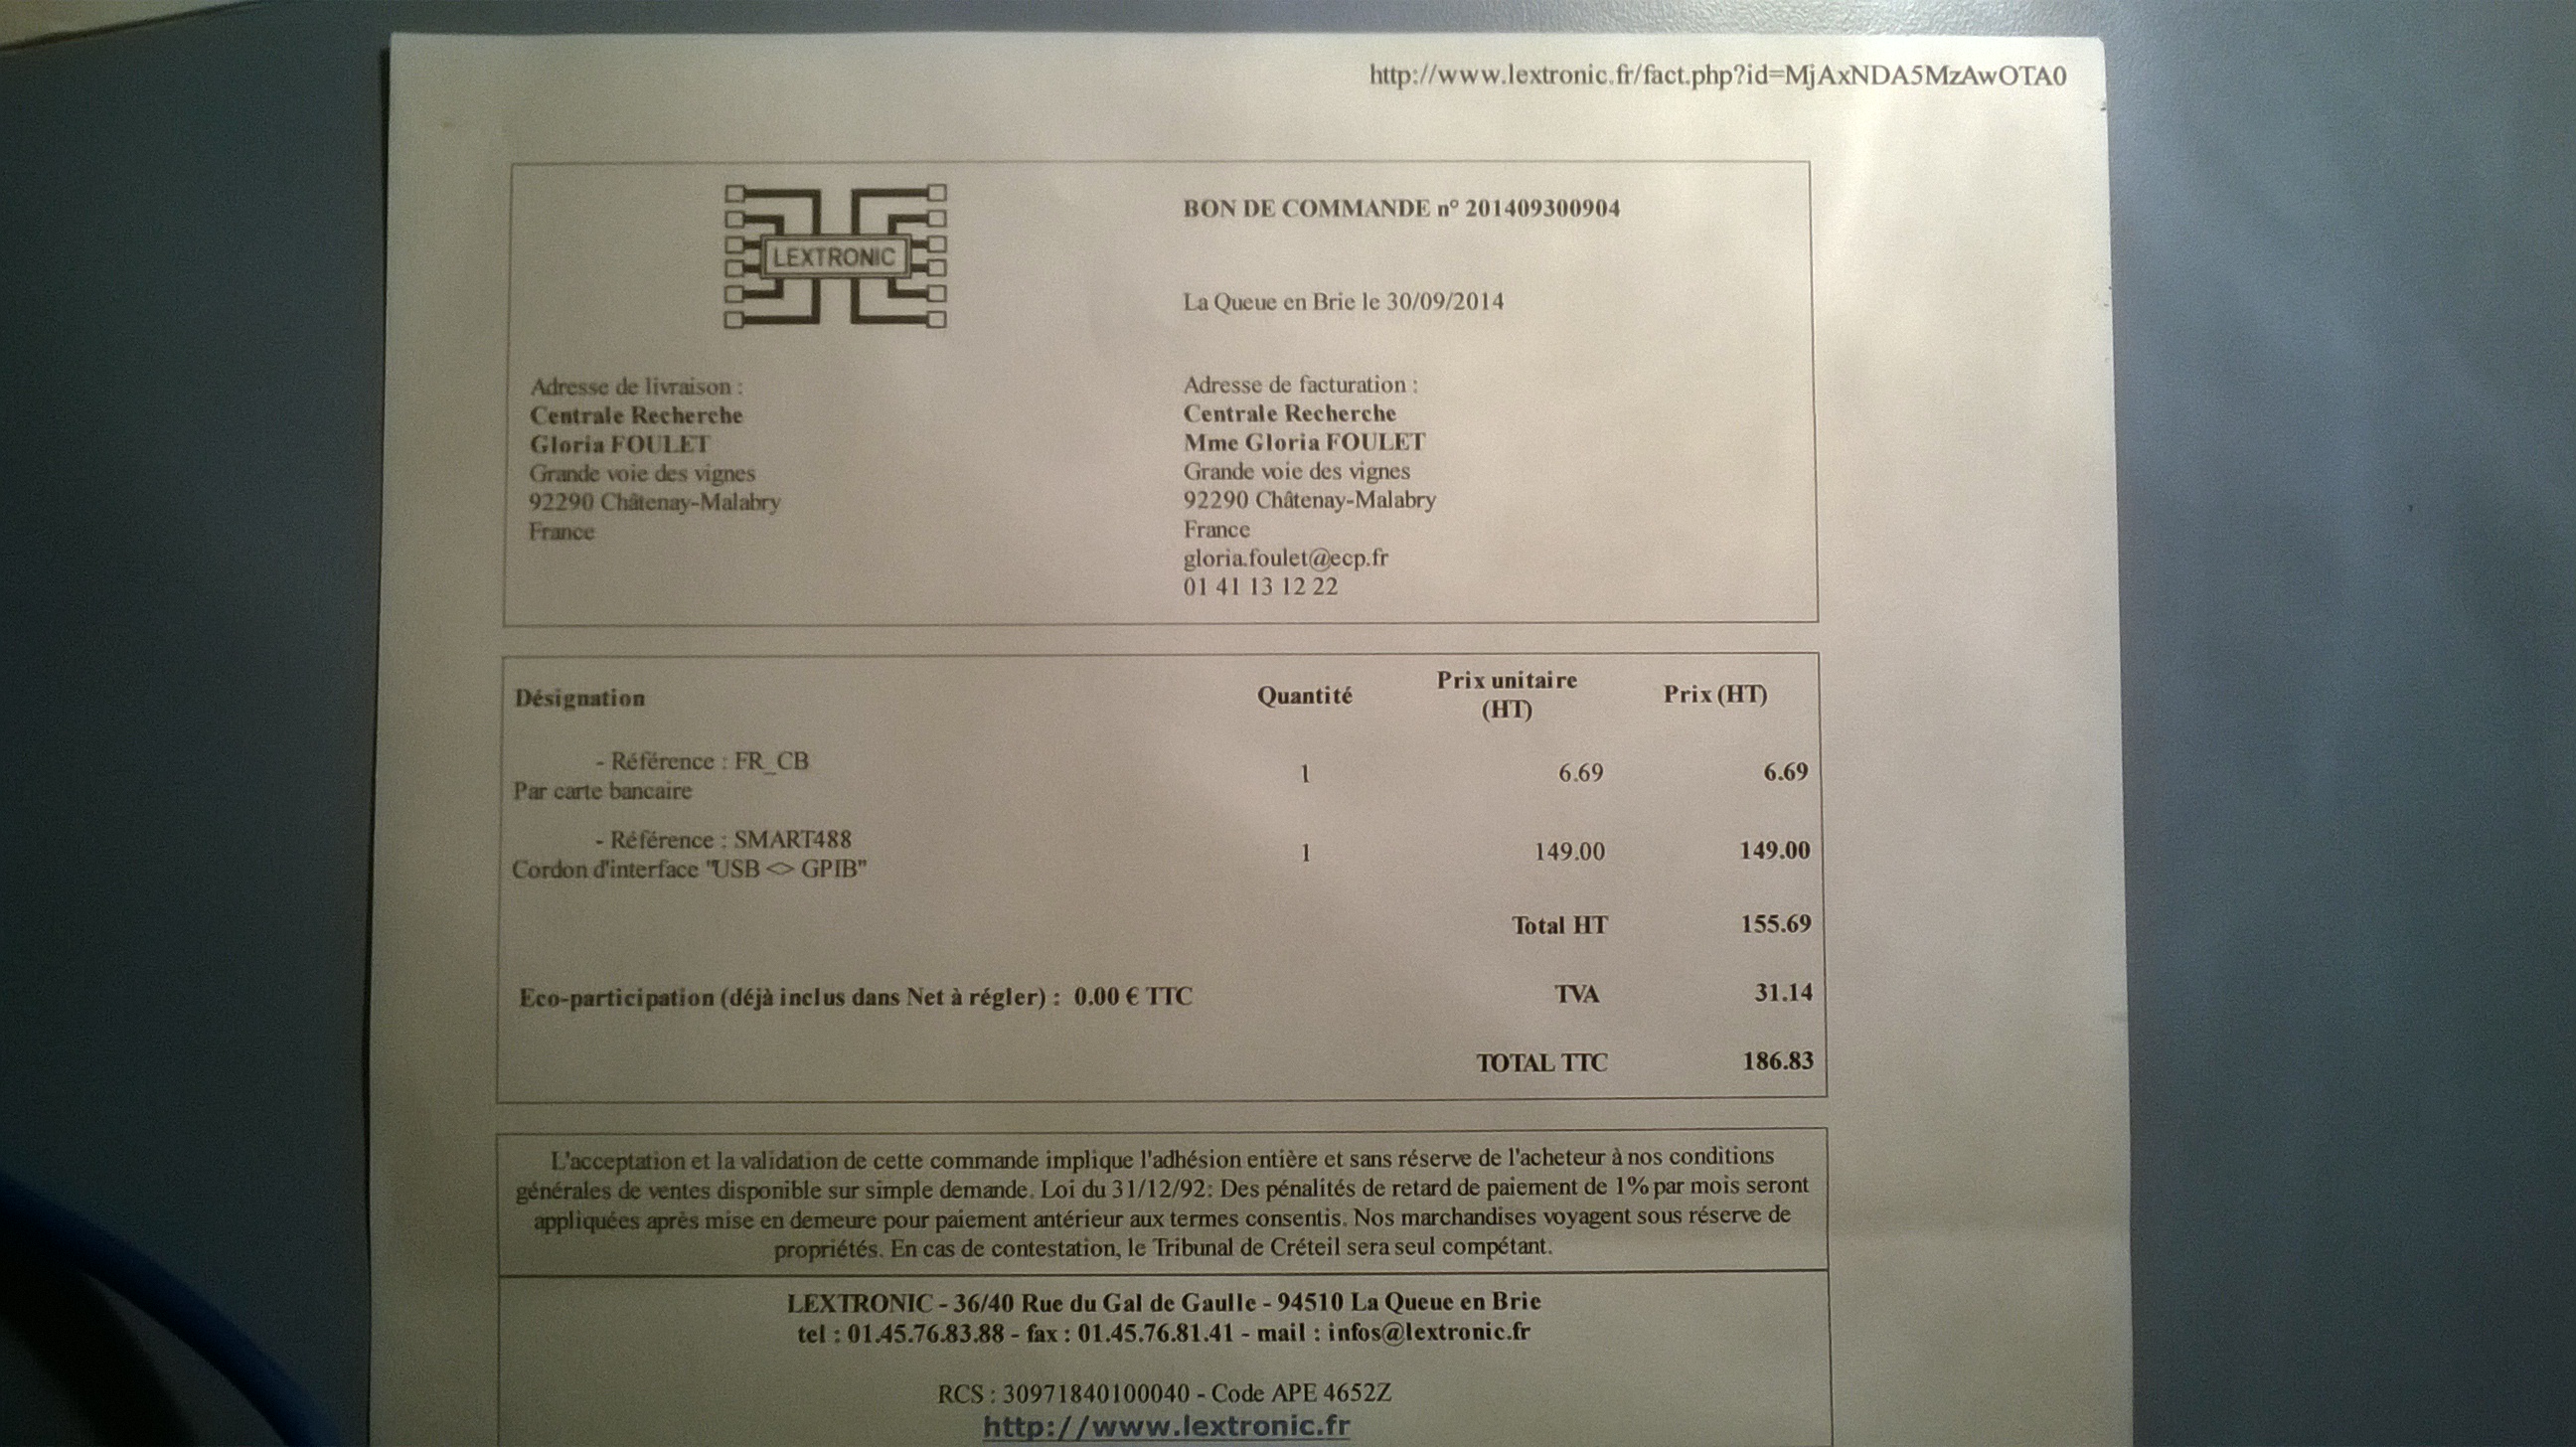 http://www.lextronic.fr/fact.php?id=MjAxNDA5MzAwOTA0
LEXTRONIC
BON DE COMMANDE n° 201409300904
La Queue en Brie le 30/09/2014
Adresse de livraison :
Centrale Recherche
Gloria FOULET
Grande voie des vignes
92290 Châtenay-Malabry
France
Adresse de facturation :
Centrale Recherche
Mme Gloria FOULET
Grande voie des vignes
92290 Châtenay-Malabry
France
gloria.foulet@ecp.fr
01 41 13 12 22
Désignation Quantité Prix unitaire (HT) Prix (HT)
- Référence : FR_CB
Par carte bancaire 1 6.69 6.69
- Référence : SMART488
Cordon d'interface "USB <> GPIB" 1 149.00 149.00
Total HT 155.69
Eco-participation (déjà inclus dans Net à régler) : 0.00 € TTC TVA 31.14
TOTAL TTC 186.83
L'acceptation et la validation de cette commande implique l'adhésion entière et sans réserve de l'acheteur à nos conditions
générales de ventes disponible sur simple demande. Loi du 31/12/92: Des pénalités de retard de paiement de 1% par mois seront
appliquées après mise en demeure pour paiement antérieur aux termes consentis. Nos marchandises voyagent sous réserve de
propriétés. En cas de contestation, le Tribunal de Créteil sera seul compétant.
LEXTRONIC - 36/40 Rue du Gal de Gaulle - 94510 La Queue en Brie
tel : 01.45.76.83.88 - fax : 01.45.76.81.41 - mail : infos@lextronic.fr
RCS : 30971840100040 - Code APE 4652Z
http://www.lextronic.fr